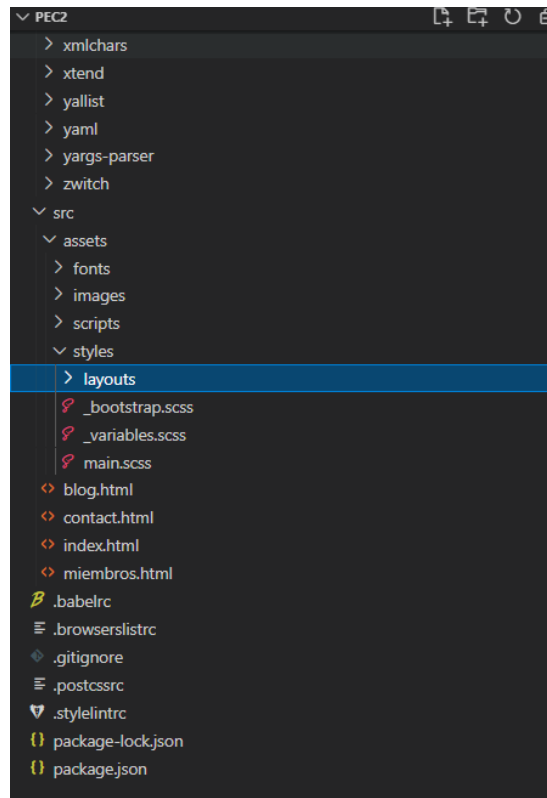 PEC2
xmlchars
xtend
yallist
yaml
yargs-parser
zwitch
src
assets
fonts
images
scripts
styles
layouts
_bootstrap.scss
_variables.scss
main.scss
blog.html
contact.html
index.html
miembros.html
.babelrc
.browserslistrc
.gitignore
.postcssrc
.stylelintrc
package-lock.json
package.json